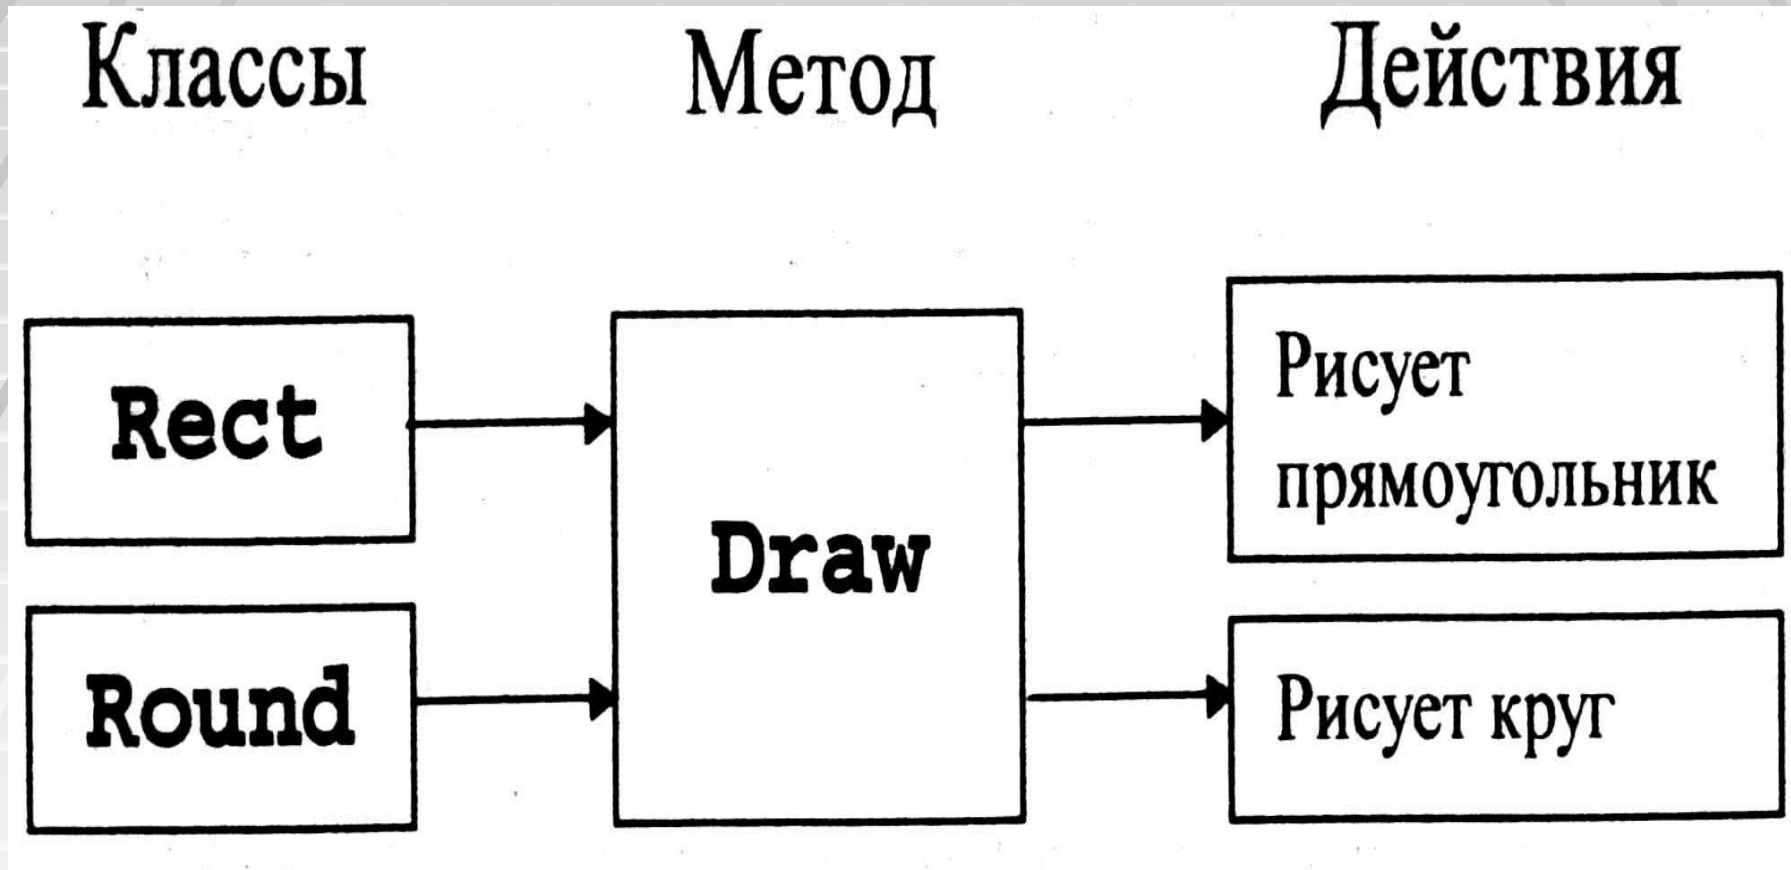 Классы
Метод
Действия
Rect
Draw
Рисует
прямоугольник
Round
Рисует круг